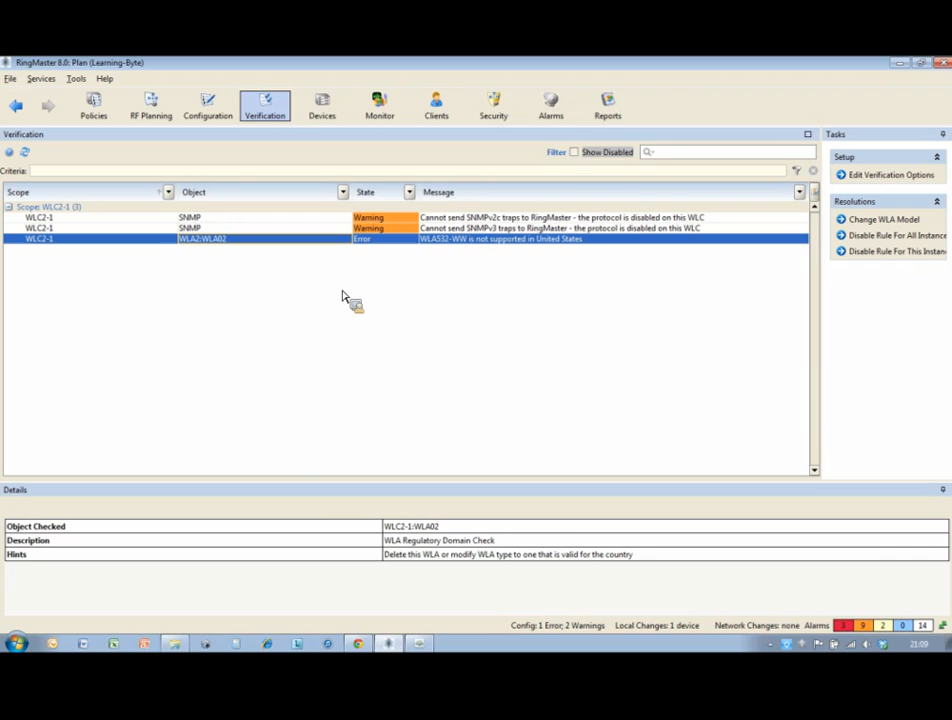 RingMaster 8.0: Plan (Learning-Byte)
File Services Tools Help
Policies RF Planning Configuration Verification Devices Monitor Clients Security Alarms Reports
Verification
Tasks
Filter Show Disabled
Criteria:
Setup
Edit Verification Options
Resolutions
Change WLA Model
Disable Rule For All Instance
Disable Rule For This Instan
Scope Object State Message
Scope: WLC2-1 (3)
WLC2-1 SNMP Warning Cannot send SNMPv2c traps to RingMaster - the protocol is disabled on this WLC
WLC2-1 SNMP Warning Cannot send SNMPv3 traps to RingMaster - the protocol is disabled on this WLC
WLC2-1 WLA2:WLA02 Error WLA532-WW is not supported in United States
Details
Object Checked WLC2-1:WLA02
Description WLA Regulatory Domain Check
Hints Delete this WLA or modify WLA type to one that is valid for the country
Config: 1 Error; 2 Warnings Local Changes: 1 device Network Changes: none Alarms 3 9 2 0 14
21:09